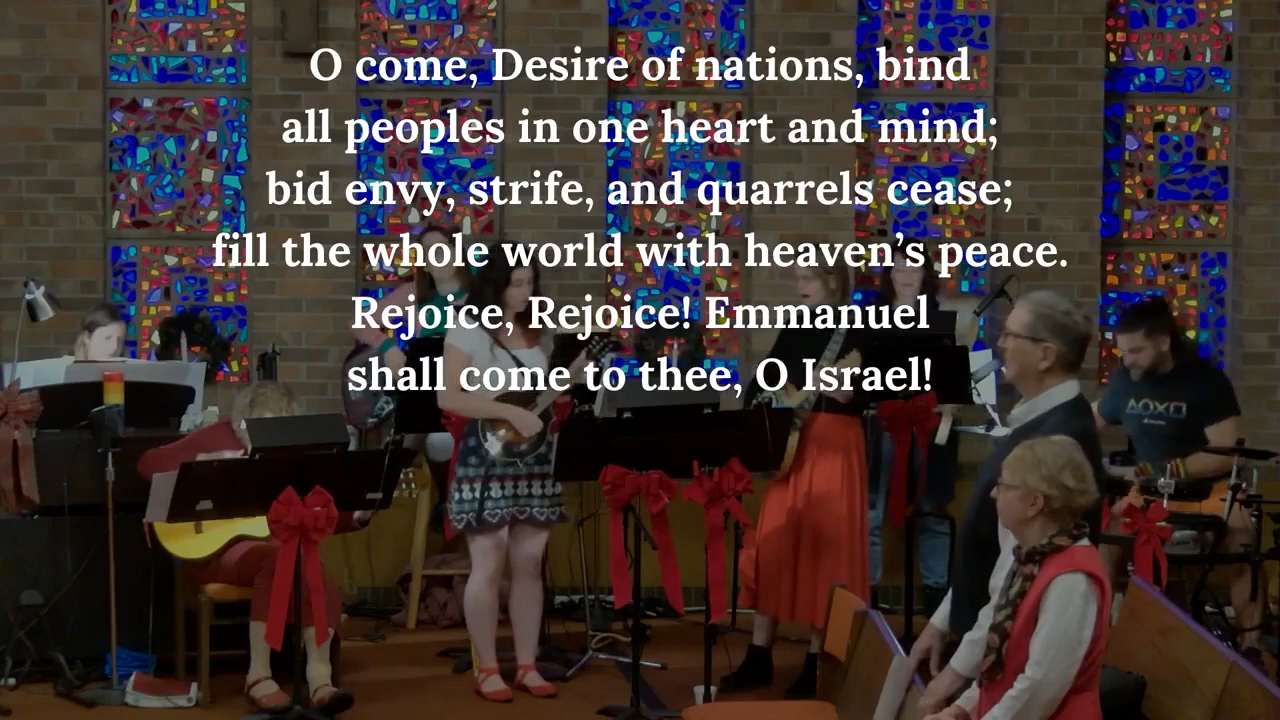 O come, Desire of nations, bind
all peoples in one heart and mind;
bid envy, strife, and quarrels cease;
fill the whole world with heaven’s peace.
Rejoice, Rejoice! Emmanuel
shall come to thee, O Israel!